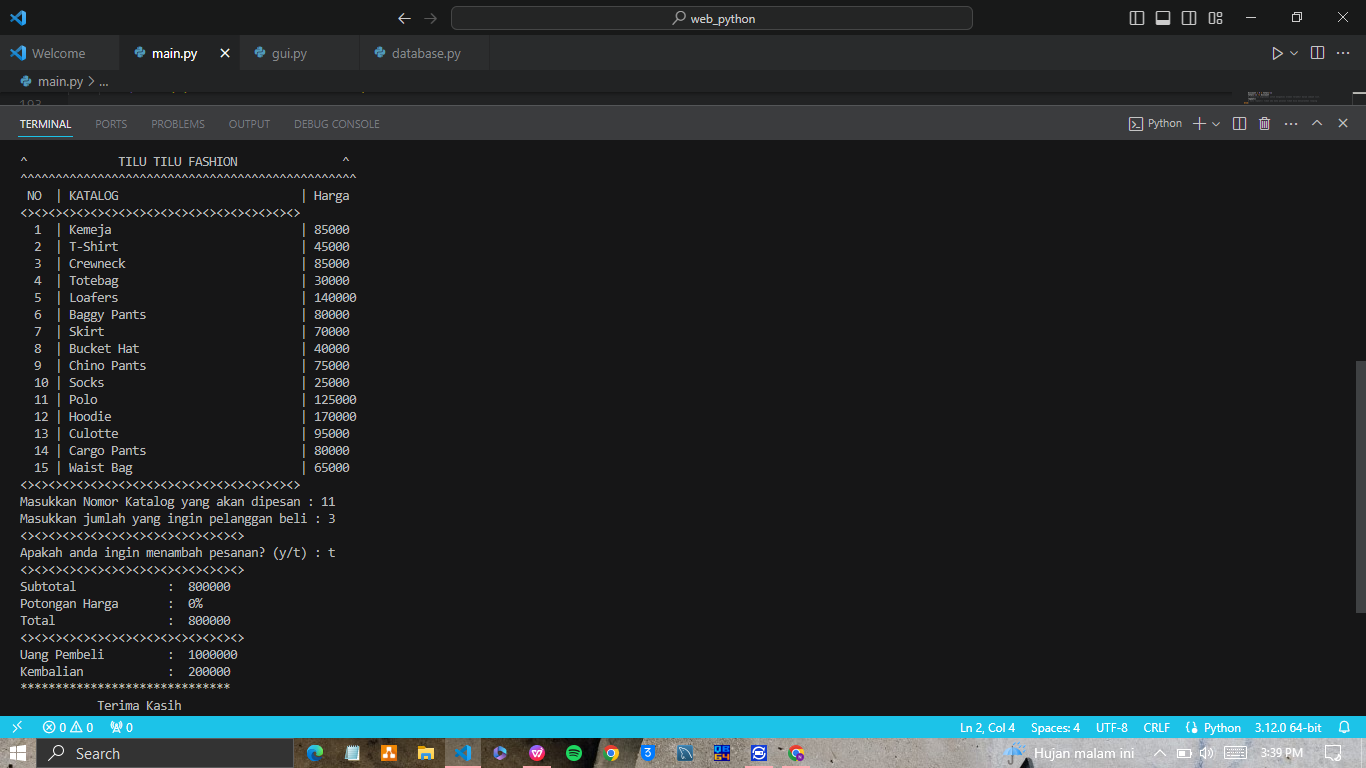 web_python
Welcome main.py gui.py database.py
main.py > ...
193
TERMINAL PORTS PROBLEMS OUTPUT DEBUG CONSOLE Python
^ TILU TILU FASHION ^
^^^^^^^^^^^^^^^^^^^^^^^^^^^^^^^^^^^^^^^^^^^^^^^^
NO | KATALOG | Harga
<><><><><><><><><><><><><><><><><><><><>
1 | Kemeja | 85000
2 | T-Shirt | 45000
3 | Crewneck | 85000
4 | Totebag | 30000
5 | Loafers | 140000
6 | Baggy Pants | 80000
7 | Skirt | 70000
8 | Bucket Hat | 40000
9 | Chino Pants | 75000
10 | Socks | 25000
11 | Polo | 125000
12 | Hoodie | 170000
13 | Culotte | 95000
14 | Cargo Pants | 80000
15 | Waist Bag | 65000
<><><><><><><><><><><><><><><><><><><><>
Masukkan Nomor Katalog yang akan dipesan : 11
Masukkan jumlah yang ingin pelanggan beli : 3
<><><><><><><><><><><><><><><><>
Apakah anda ingin menambah pesanan? (y/t) : t
<><><><><><><><><><><><><><><><>
Subtotal : 800000
Potongan Harga : 0%
Total : 800000
<><><><><><><><><><><><><><><><>
Uang Pembeli : 1000000
Kembalian : 200000
******************************
Terima Kasih
0 0 0 Ln 2, Col 4 Spaces: 4 UTF-8 CRLF Python 3.12.0 64-bit
Search Hujan malam ini 3:39 PM